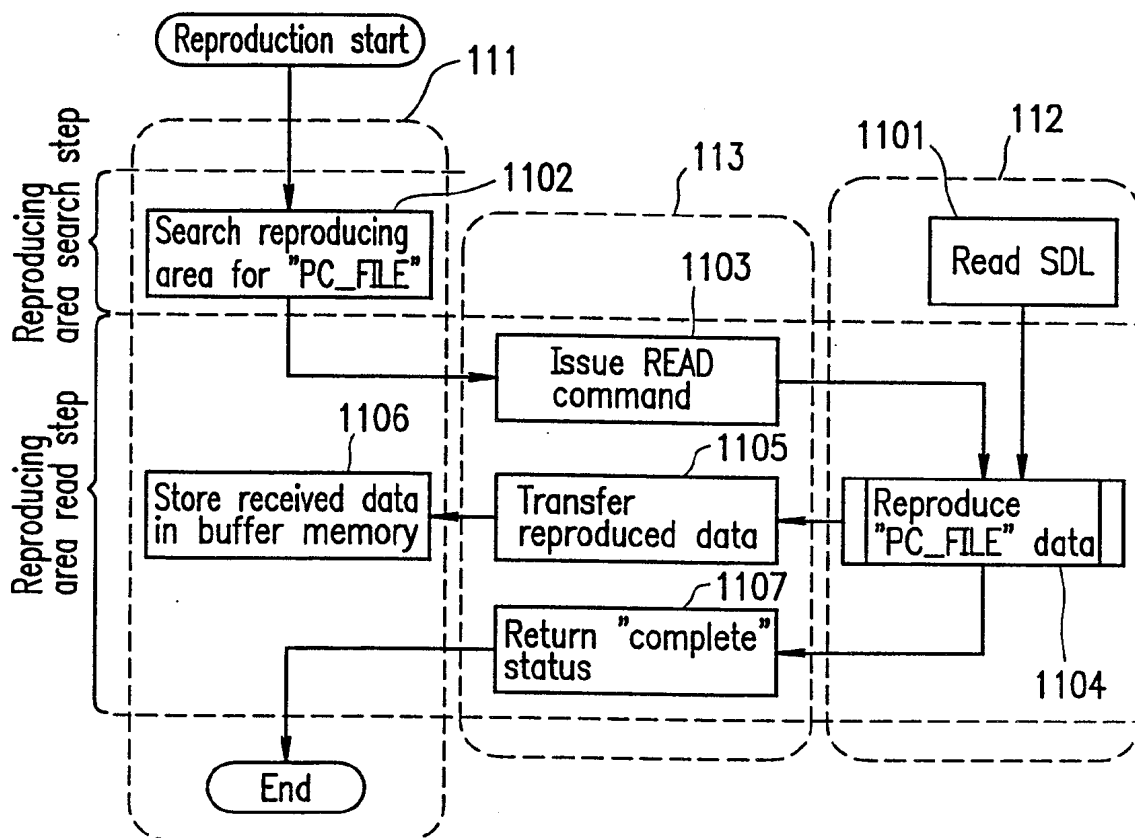 Reproduction start
111
Reproducing
area search step
1102
113
1101
112
Search reproducing
area for "PC_FILE"
Read SDL
1103
Issue READ
command
Reproducing
area read step
1106
1105
Store received data
in buffer memory
Transfer
reproduced data
Reproduce
"PC_FILE" data
1107
Return "complete"
status
1104
End